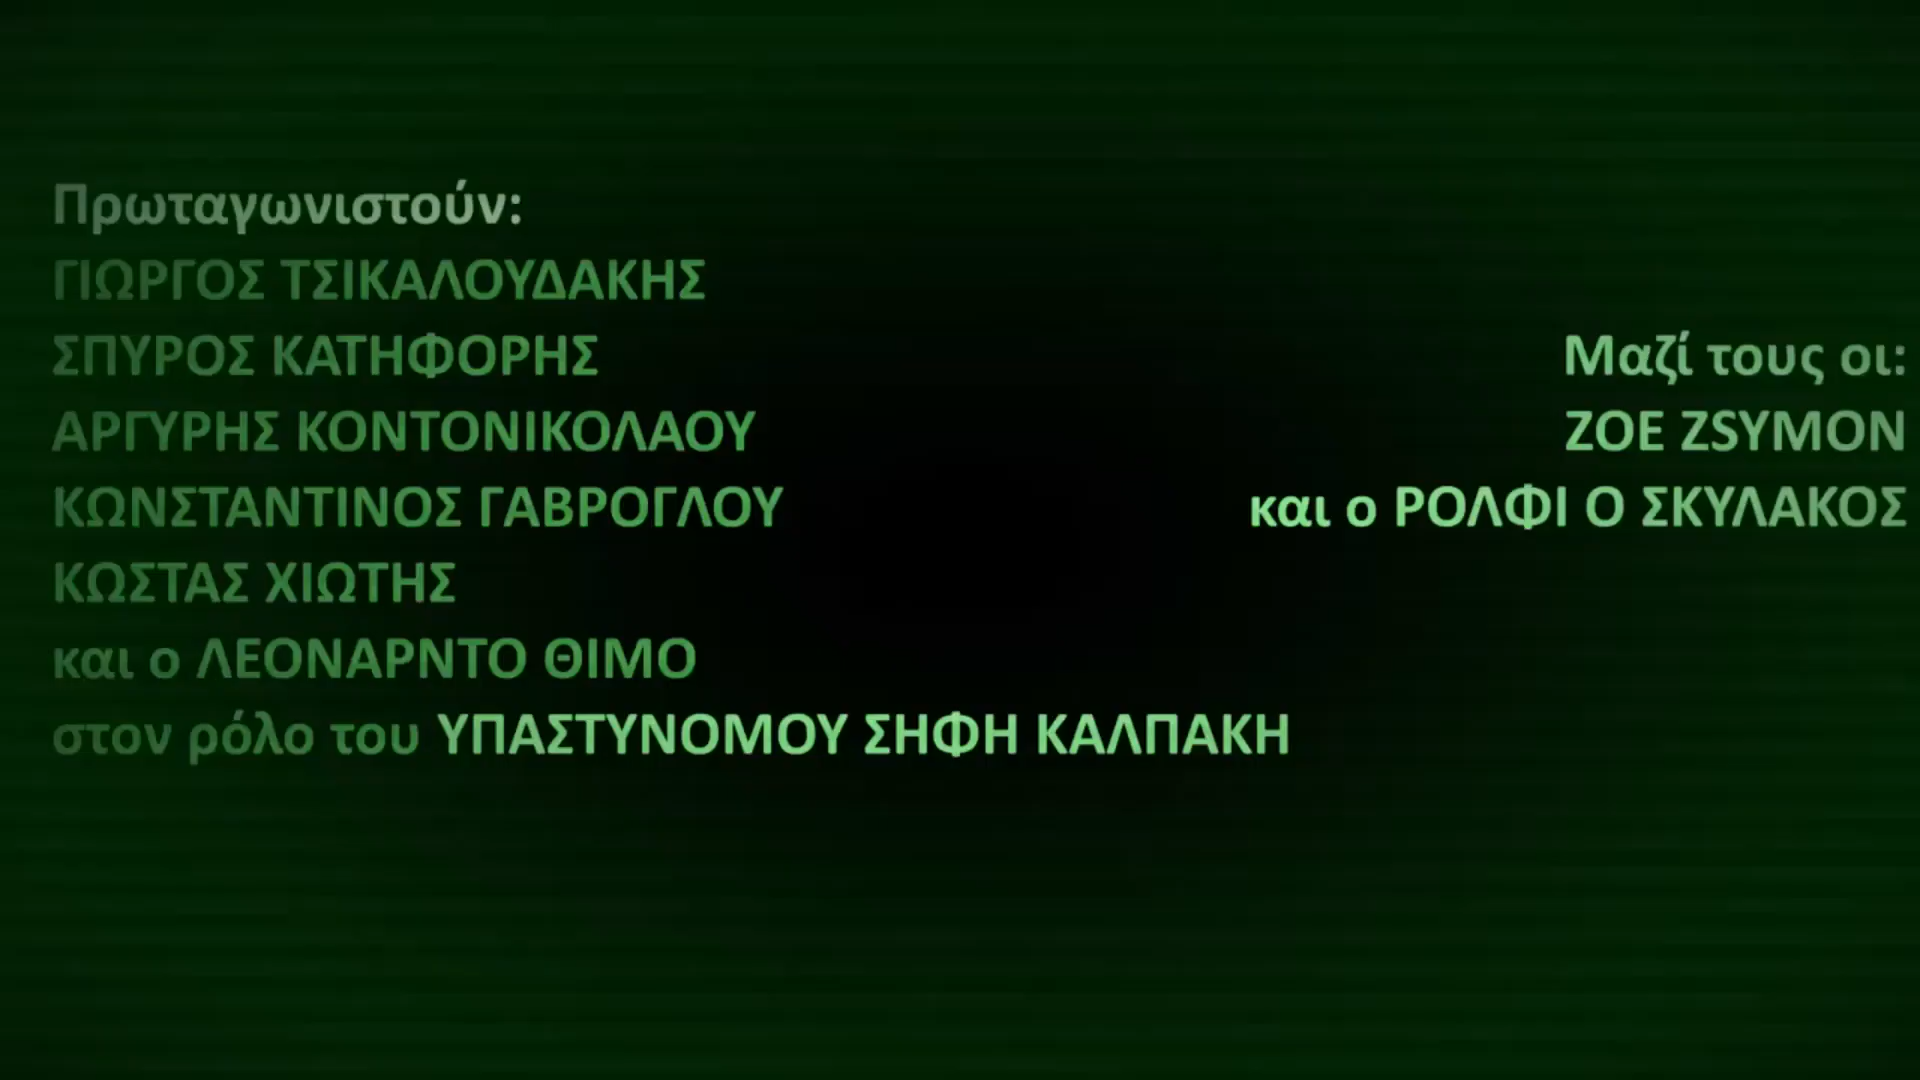 Πρωταγωνιστούν:
ΓΙΩΡΓΟΣ ΤΣΙΚΑΛΟΥΔΑΚΗΣ
ΣΠΥΡΟΣ ΚΑΤΗΦΟΡΗΣ
ΑΡΓΥΡΗΣ ΚΟΝΤΟΝΙΚΟΛΑΟΥ
ΚΩΝΣΤΑΝΤΙΝΟΣ ΓΑΒΡΟΓΛΟΥ
ΚΩΣΤΑΣ ΧΙΩΤΗΣ
και ο ΛΕΟΝΑΡΝΤΟ ΘΙΜΟ
στον ρόλο του ΥΠΑΣΤΥΝΟΜΟΥ ΣΗΦΗ ΚΑΛΠΑΚΗ
Μαζί τους οι:
ZOE ZSYMON
και ο ΡΟΛΦΙ Ο ΣΚΥΛΑΚΟΣ